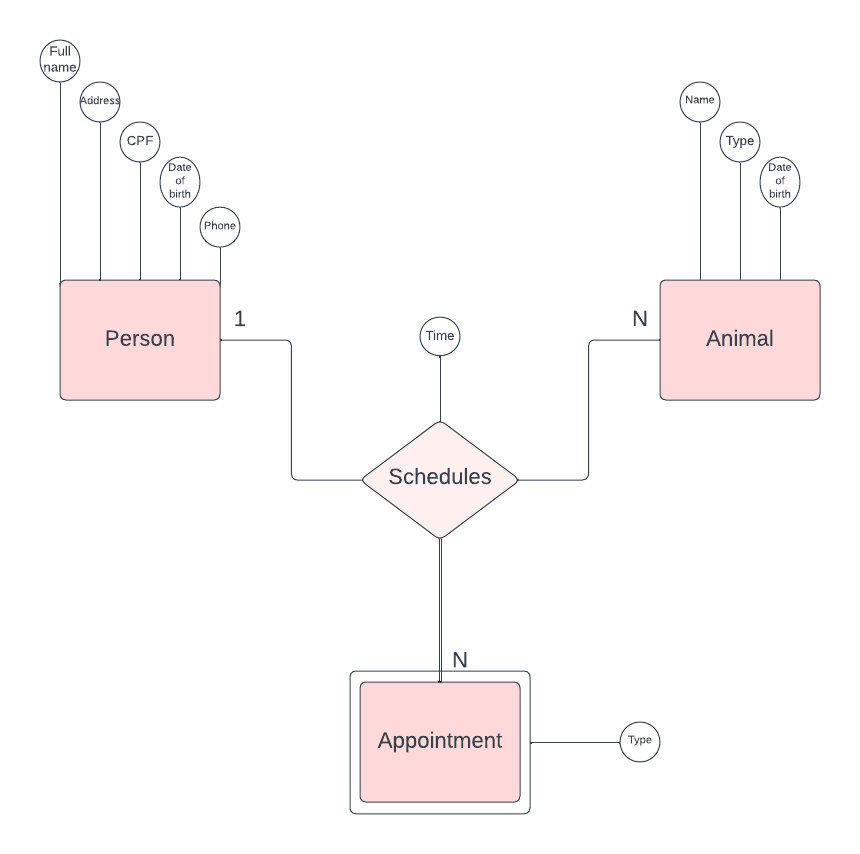 Full
name
Address
CPF
Date
of
birth
Phone
Name
Type
Date
of
birth
Person
1
Time
N
Animal
Schedules
N
Appointment
Type